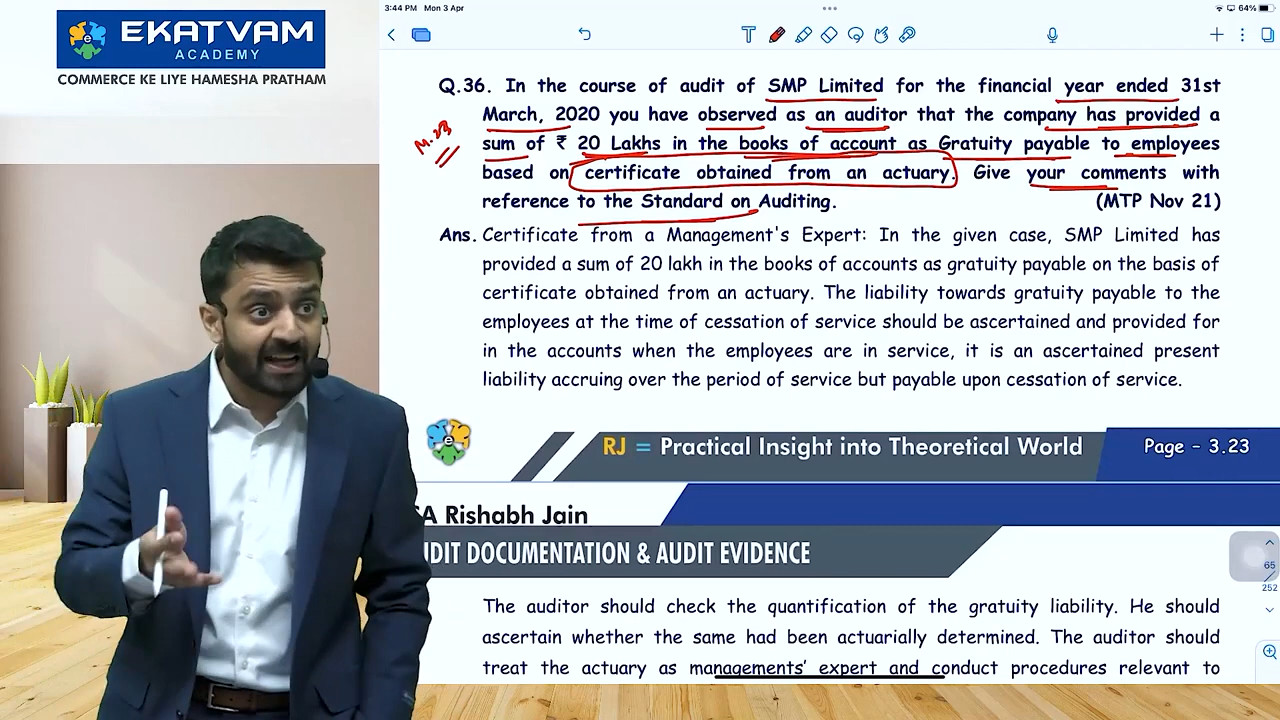 3:44 PM Mon 3 Apr
64%
EKATVAM
ACADEMY
COMMERCE KE LIYE HAMESHA PRATHAM
Q.36. In the course of audit of SMP Limited for the financial year ended 31st
March, 2020 you have observed as an auditor that the company has provided a
M.23
sum of ₹ 20 Lakhs in the books of account as Gratuity payable to employees
based on certificate obtained from an actuary. Give your comments with
reference to the Standard on Auditing. (MTP Nov 21)
Ans. Certificate from a Management's Expert: In the given case, SMP Limited has
provided a sum of 20 lakh in the books of accounts as gratuity payable on the basis of
certificate obtained from an actuary. The liability towards gratuity payable to the
employees at the time of cessation of service should be ascertained and provided for
in the accounts when the employees are in service, it is an ascertained present
liability accruing over the period of service but payable upon cessation of service.
RJ = Practical Insight into Theoretical World
Page - 3.23
A Rishabh Jain
UDIT DOCUMENTATION & AUDIT EVIDENCE
65
252
The auditor should check the quantification of the gratuity liability. He should
ascertain whether the same had been actuarially determined. The auditor should
treat the actuary as managements' expert and conduct procedures relevant to